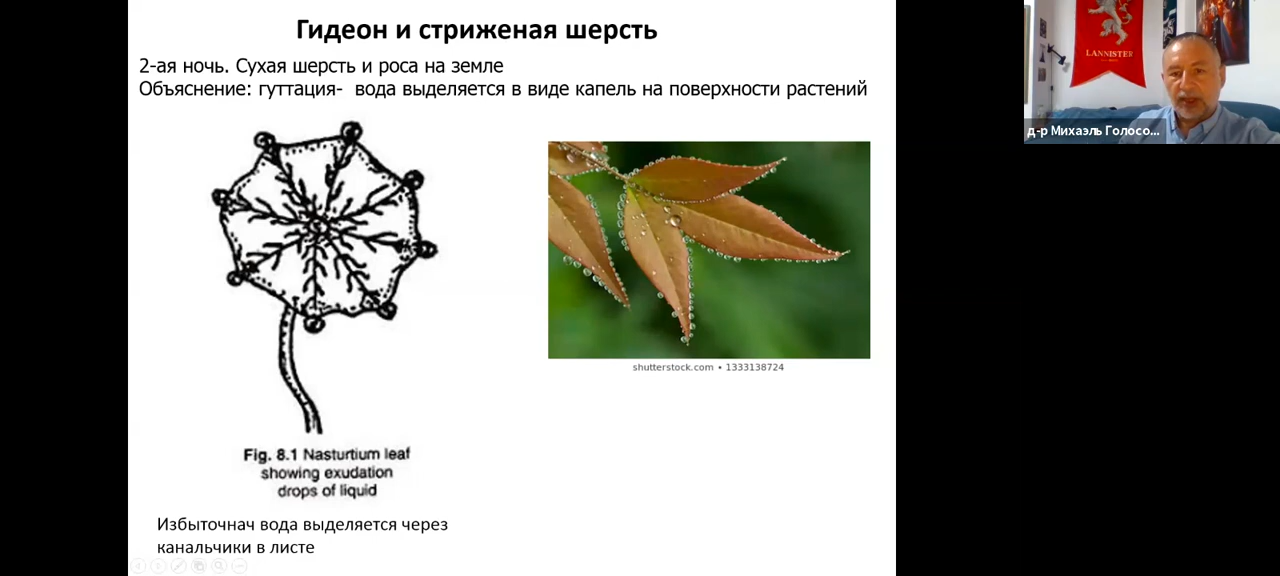 Гидеон и стриженая шерсть
2-ая ночь. Сухая шерсть и роса на земле
Объяснение: гуттация- вода выделяется в виде капель на поверхности растений
LANNISTER
д-р Михаэль Голосо...
shutterstock.com • 1333138724
Fig. 8.1 Nasturtium leaf
showing exudation
drops of liquid
Избыточнач вода выделяется через
канальчики в листе